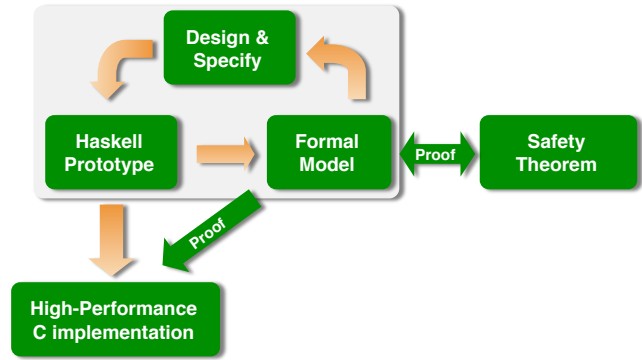 Design &
Specify
Haskell
Prototype
Formal
Model
Proof
Safety
Theorem
Proof
High-Performance
C implementation